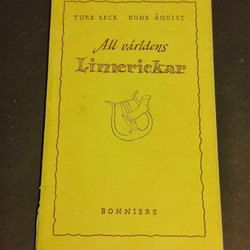 TURE SECK RUNE ÅQUIST
All världens
Limerickar
BONNIERS